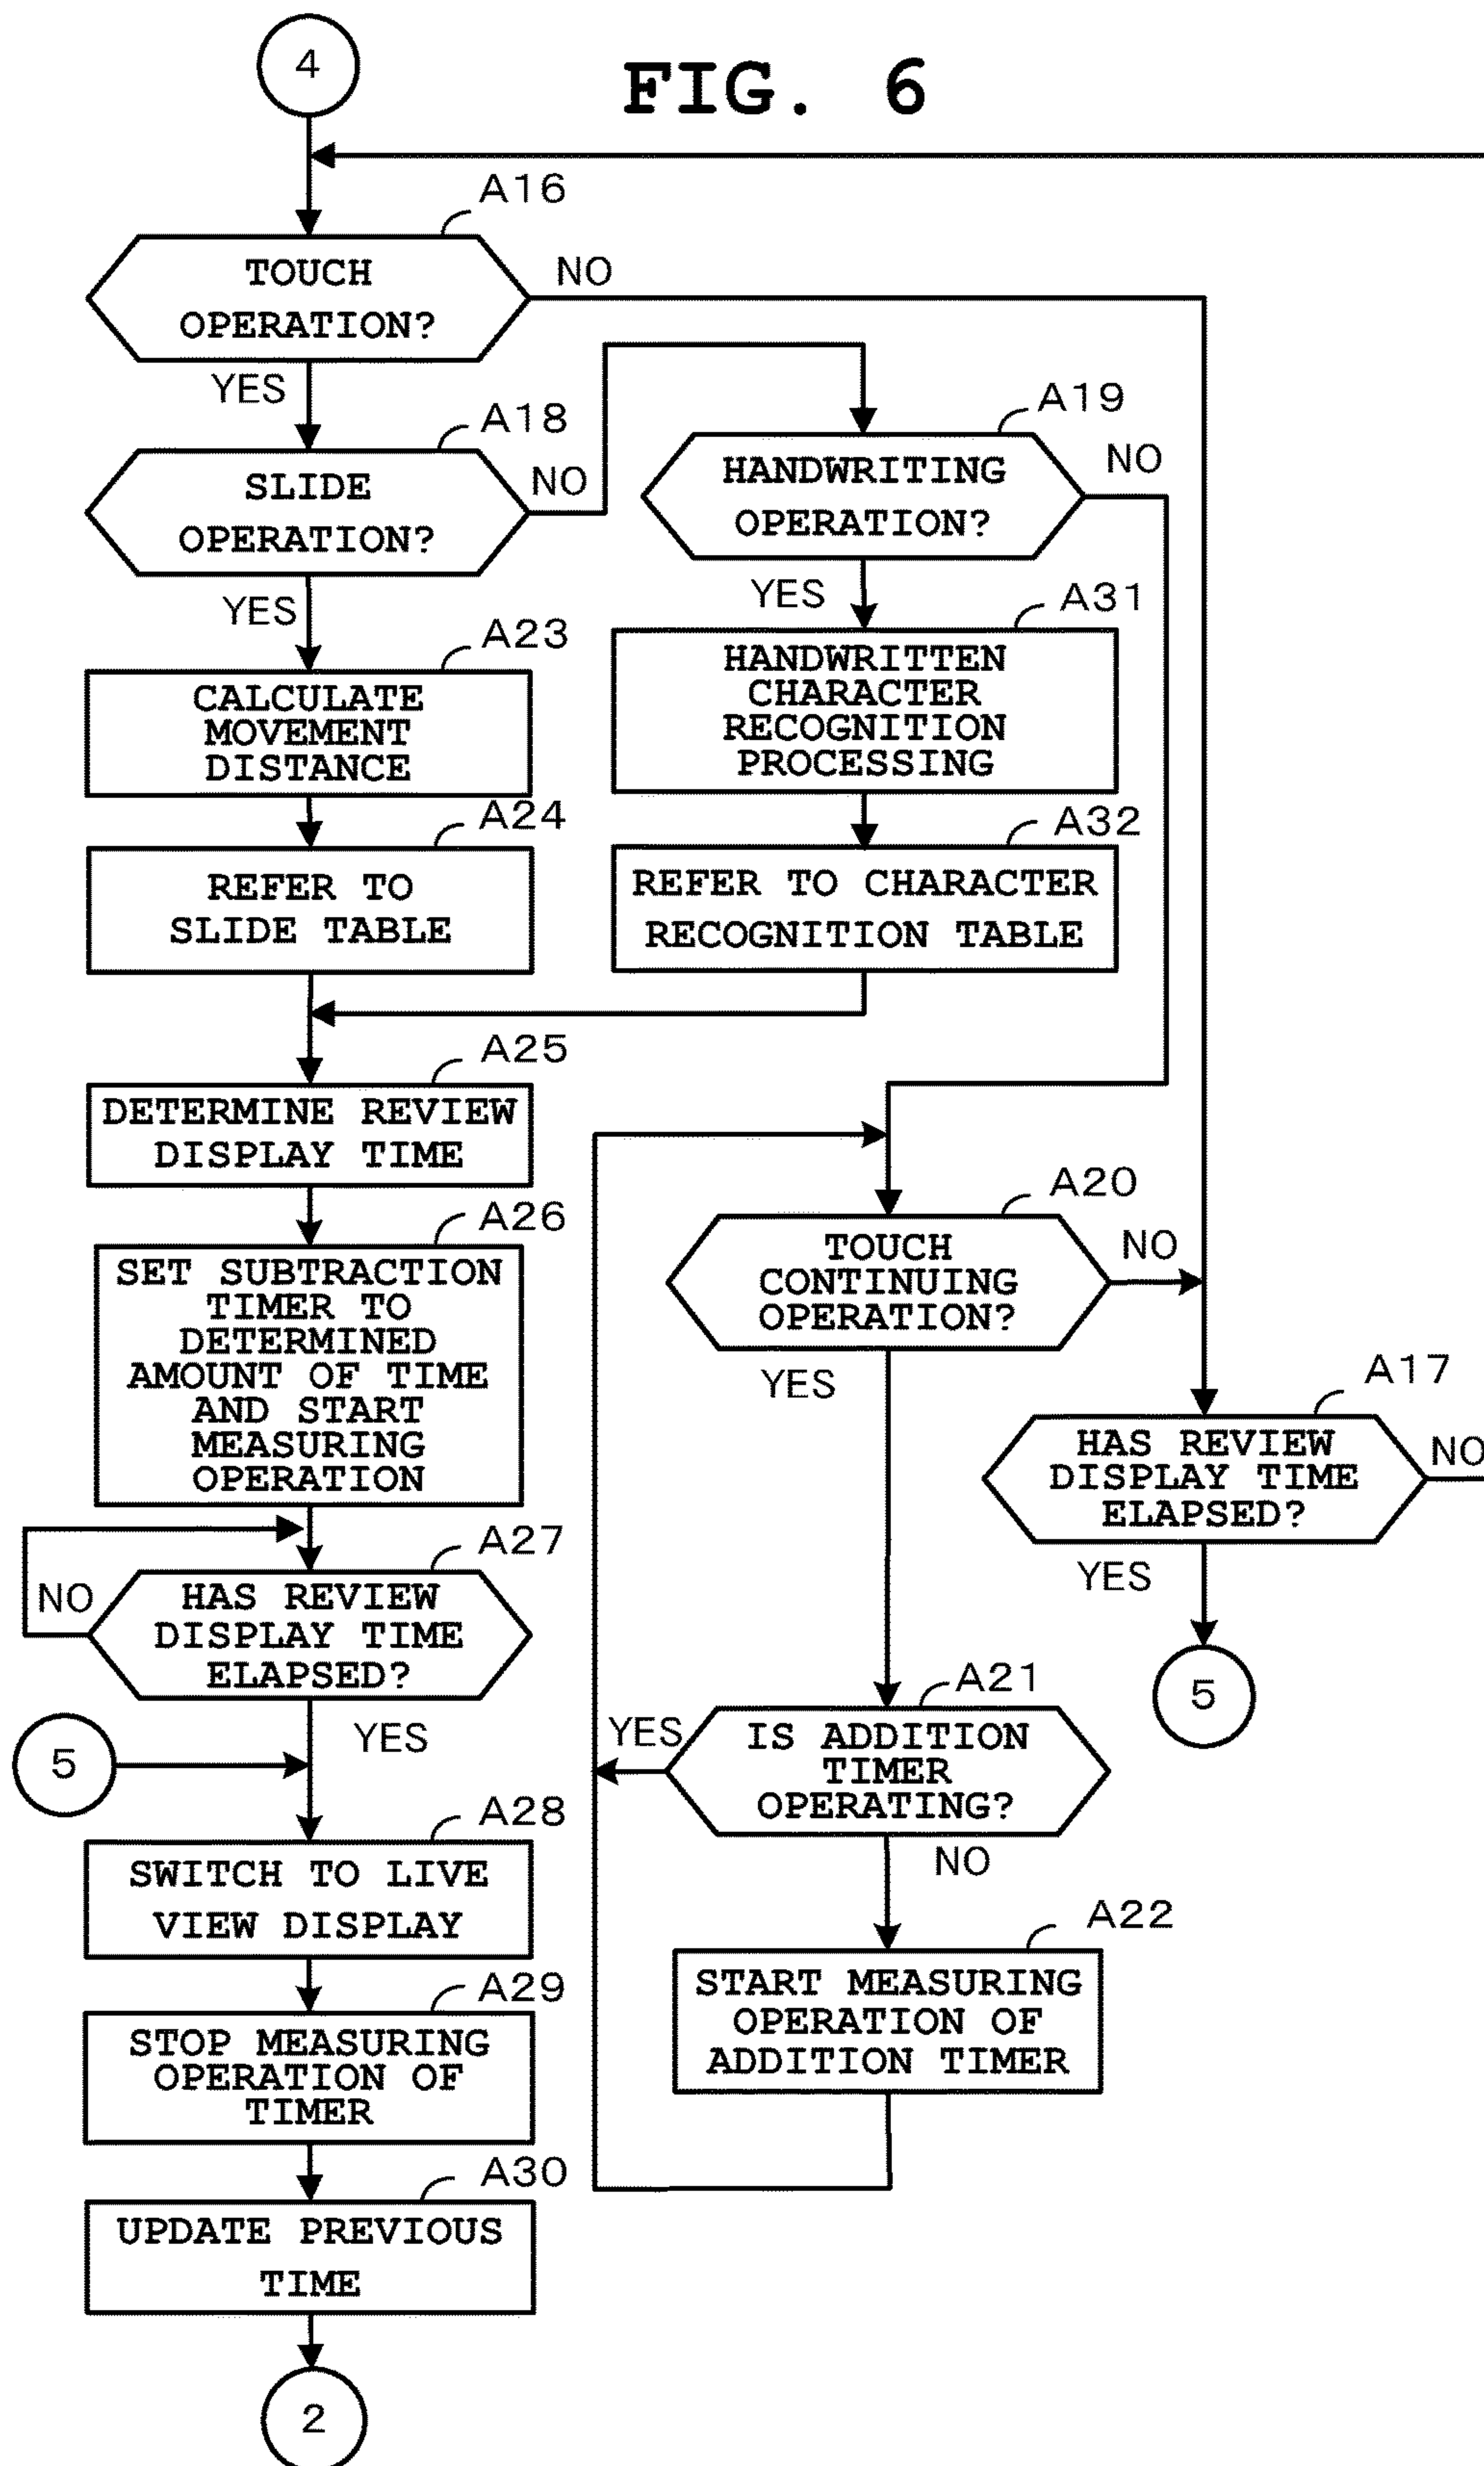 4
FIG. 6
A16
TOUCH
OPERATION?
NO
YES
A18
SLIDE
OPERATION?
NO
A19
HANDWRITING
OPERATION?
NO
YES
YES
A23
CALCULATE
MOVEMENT
DISTANCE
A31
HANDWRITTEN
CHARACTER
RECOGNITION
PROCESSING
A24
REFER TO
SLIDE TABLE
A32
REFER TO CHARACTER
RECOGNITION TABLE
A25
DETERMINE REVIEW
DISPLAY TIME
A20
TOUCH
CONTINUING
OPERATION?
NO
YES
A26
SET SUBTRACTION
TIMER TO
DETERMINED
AMOUNT OF TIME
AND START
MEASURING
OPERATION
A17
HAS REVIEW
DISPLAY TIME
ELAPSED?
NO
YES
5
A27
HAS REVIEW
DISPLAY TIME
ELAPSED?
NO
YES
5
A21
IS ADDITION
TIMER
OPERATING?
YES
NO
A28
SWITCH TO LIVE
VIEW DISPLAY
A22
START MEASURING
OPERATION OF
ADDITION TIMER
A29
STOP MEASURING
OPERATION OF
TIMER
A30
UPDATE PREVIOUS
TIME
2